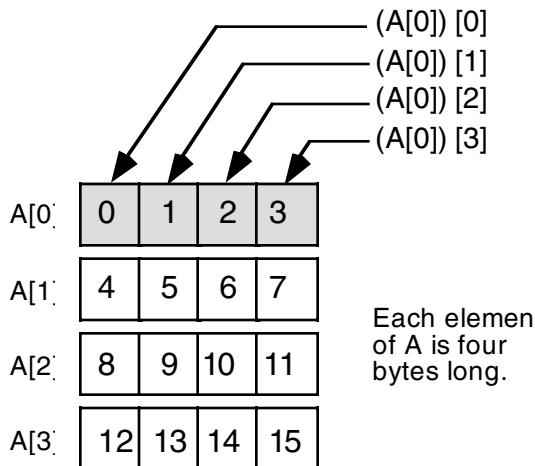 (A[0]) [0]
(A[0]) [1]
(A[0]) [2]
(A[0]) [3]
A[0] 0 1 2 3
A[1] 4 5 6 7
A[2] 8 9 10 11
A[3] 12 13 14 15
Each elemen
of A is four
bytes long.